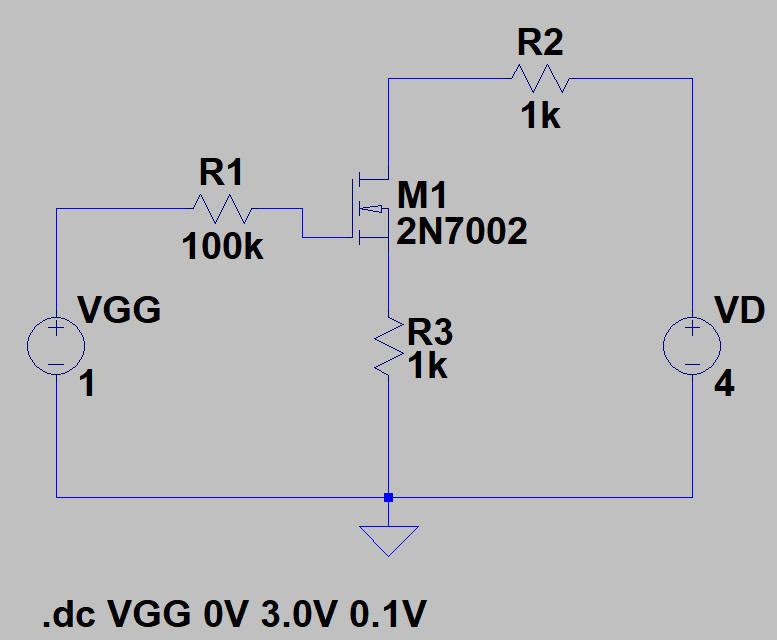 R2
1k
R1
100k
M1
2N7002
VGG
1
R3
1k
VD
4
.dc VGG 0V 3.0V 0.1V